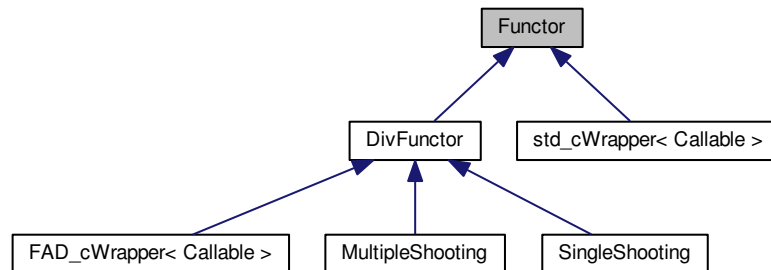 Functor
DivFunctor
std_cWrapper< Callable >
FAD_cWrapper< Callable >
MultipleShooting
SingleShooting